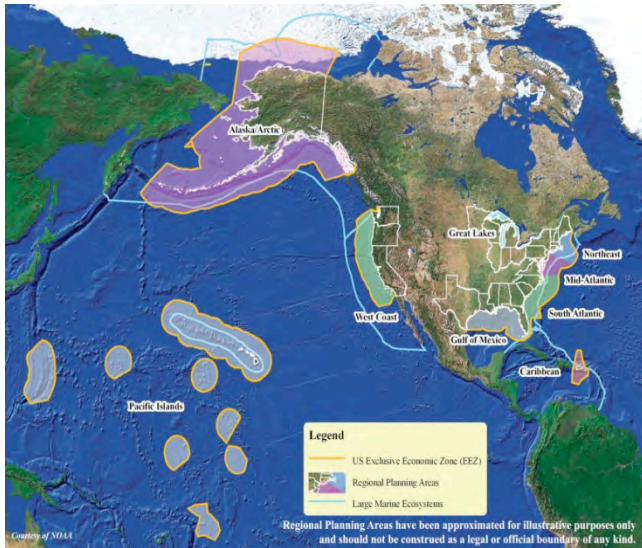 Alaska/Arctic
Great Lakes
Northeast
Mid-Atlantic
South Atlantic
West Coast
Gulf of Mexico
Caribbean
Pacific Islands
Legend
US Exclusive Economic Zone (EEZ)
Regional Planning Areas
Large Marine Ecosystems
Courtesy of NOAA
Regional Planning Areas have been approximated for illustrative purposes only
and should not be construed as a legal or official boundary of any kind.